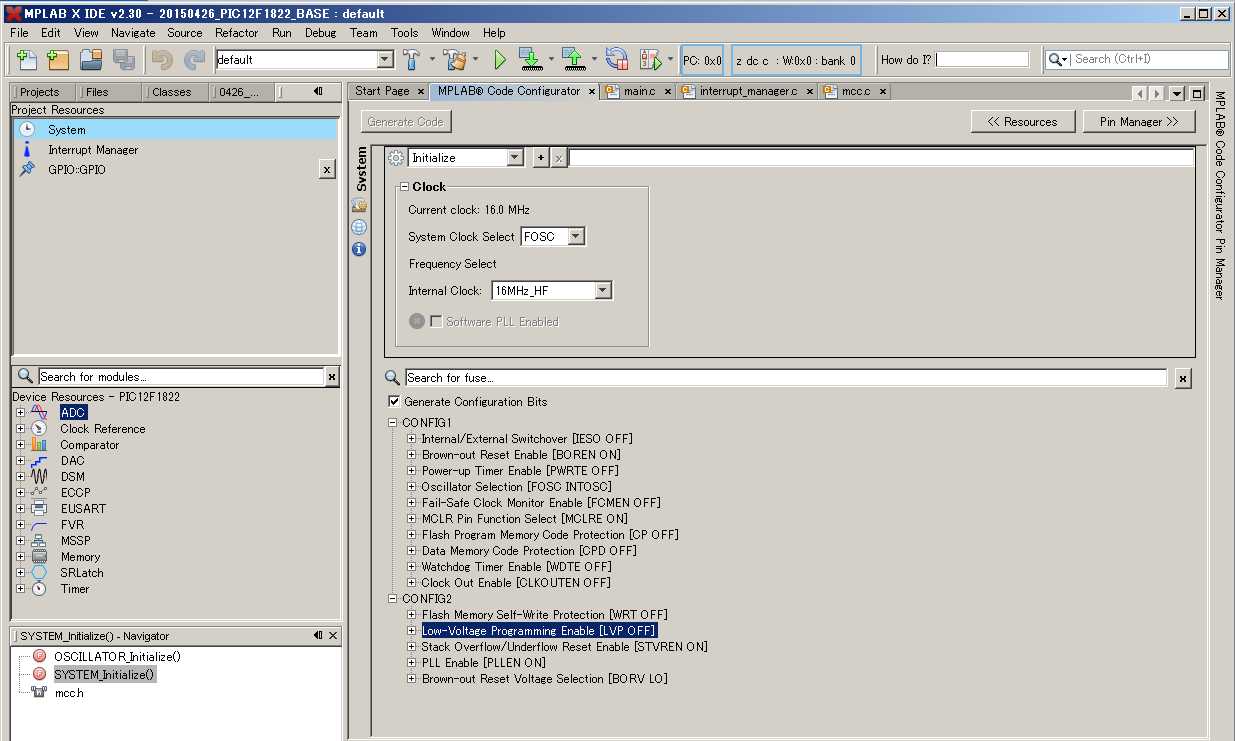 MPLAB X IDE v2.30 - 20150426_PIC12F1822_BASE : default
File Edit View Navigate Source Refactor Run Debug Team Tools Window Help
default
PC: 0x0
z dc c : W:0x0 : bank 0
How do I?
Search (Ctrl+I)
Projects Files Classes 0426_...
Start Page × MPLAB® Code Configurator × main.c × interrupt_manager.c × mcc.c ×
Project Resources
System
Interrupt Manager
GPIO::GPIO
x
Generate Code
<< Resources
Pin Manager >>
System
MPLAB® Code Configurator Pin Manager
Initialize
+ x
Clock
Current clock: 16.0 MHz
System Clock Select FOSC
Frequency Select
Internal Clock: 16MHz_HF
Software PLL Enabled
Search for modules...
x
Device Resources - PIC12F1822
ADC
Clock Reference
Comparator
DAC
DSM
ECCP
EUSART
FVR
MSSP
Memory
SRLatch
Timer
Search for fuse...
x
Generate Configuration Bits
CONFIG1
Internal/External Switchover [IESO OFF]
Brown-out Reset Enable [BOREN ON]
Power-up Timer Enable [PWRTE OFF]
Oscillator Selection [FOSC INTOSC]
Fail-Safe Clock Monitor Enable [FCMEN OFF]
MCLR Pin Function Select [MCLRE ON]
Flash Program Memory Code Protection [CP OFF]
Data Memory Code Protection [CPD OFF]
Watchdog Timer Enable [WDTE OFF]
Clock Out Enable [CLKOUTEN OFF]
CONFIG2
Flash Memory Self-Write Protection [WRT OFF]
Low-Voltage Programming Enable [LVP OFF]
Stack Overflow/Underflow Reset Enable [STVREN ON]
PLL Enable [PLLEN ON]
Brown-out Reset Voltage Selection [BORV LO]
SYSTEM_Initialize() - Navigator
OSCILLATOR_Initialize()
SYSTEM_Initialize()
mcc.h